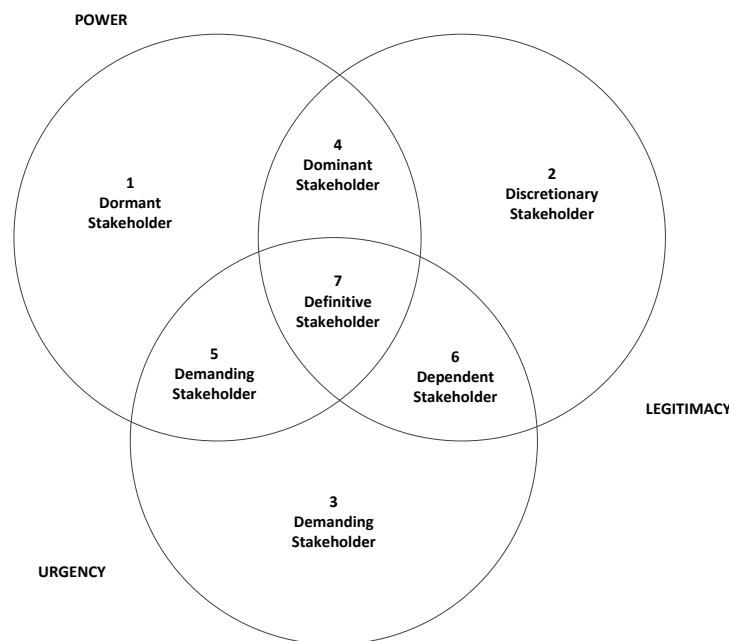 POWER
4
Dominant
Stakeholder
1
Dormant
Stakeholder
2
Discretionary
Stakeholder
7
Definitive
Stakeholder
5
Demanding
Stakeholder
6
Dependent
Stakeholder
LEGITIMACY
3
Demanding
Stakeholder
URGENCY